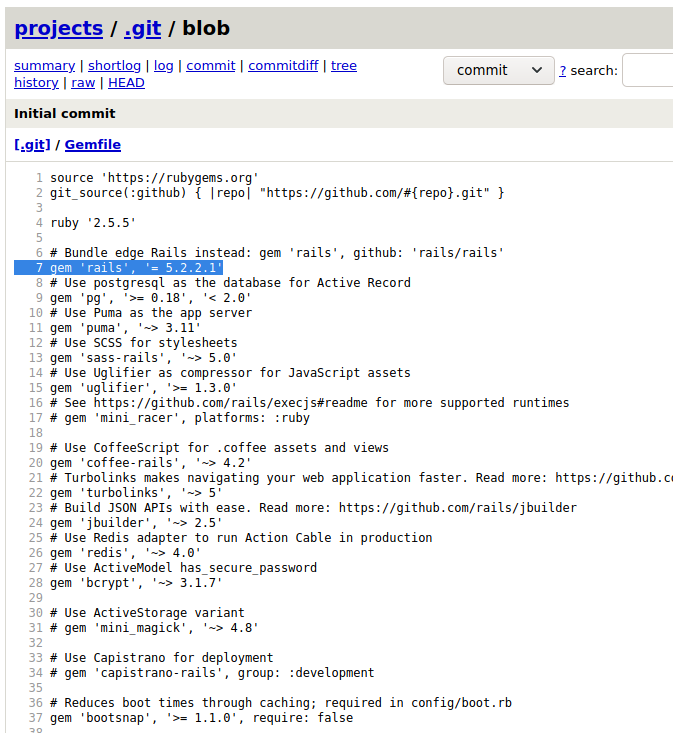 projects / .git / blob
summary | shortlog | log | commit | commitdiff | tree
history | raw | HEAD
commit
? search:
Initial commit
[.git] / Gemfile
1 source 'https://rubygems.org'
2 git_source(:github) { |repo| "https://github.com/#{repo}.git" }
3
4 ruby '2.5.5'
5
6 # Bundle edge Rails instead: gem 'rails', github: 'rails/rails'
7 gem 'rails', '= 5.2.2.1'
8 # Use postgresql as the database for Active Record
9 gem 'pg', '>= 0.18', '< 2.0'
10 # Use Puma as the app server
11 gem 'puma', '~> 3.11'
12 # Use SCSS for stylesheets
13 gem 'sass-rails', '~> 5.0'
14 # Use Uglifier as compressor for JavaScript assets
15 gem 'uglifier', '>= 1.3.0'
16 # See https://github.com/rails/execjs#readme for more supported runtimes
17 # gem 'mini_racer', platforms: :ruby
18
19 # Use CoffeeScript for .coffee assets and views
20 gem 'coffee-rails', '~> 4.2'
21 # Turbolinks makes navigating your web application faster. Read more: https://github.c
22 gem 'turbolinks', '~> 5'
23 # Build JSON APIs with ease. Read more: https://github.com/rails/jbuilder
24 gem 'jbuilder', '~> 2.5'
25 # Use Redis adapter to run Action Cable in production
26 gem 'redis', '~> 4.0'
27 # Use ActiveModel has_secure_password
28 gem 'bcrypt', '~> 3.1.7'
29
30 # Use ActiveStorage variant
31 # gem 'mini_magick', '~> 4.8'
32
33 # Use Capistrano for deployment
34 # gem 'capistrano-rails', group: :development
35
36 # Reduces boot times through caching; required in config/boot.rb
37 gem 'bootsnap', '>= 1.1.0', require: false
38